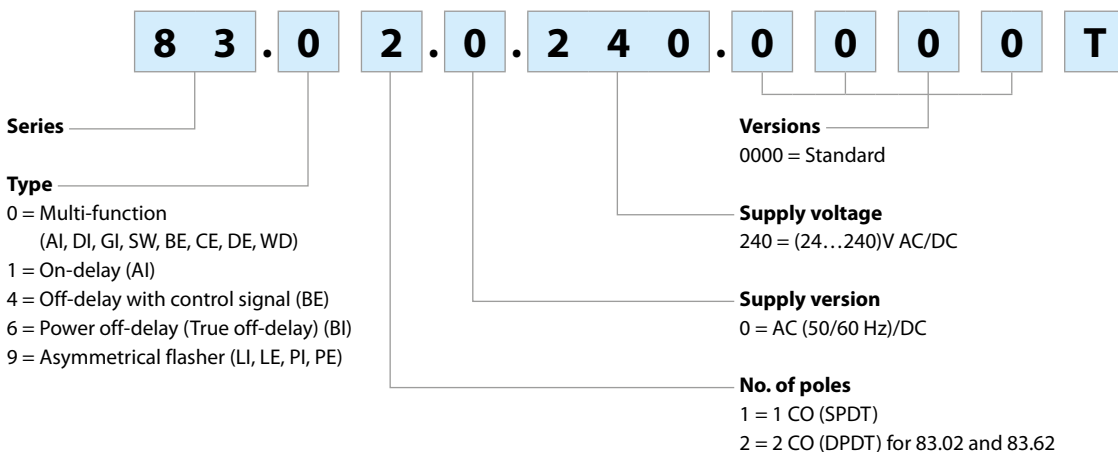 8 3 . 0 2 . 0 . 2 4 0 . 0 0 0 0 T
Series
Type
0 = Multi-function
(AI, DI, GI, SW, BE, CE, DE, WD)
1 = On-delay (AI)
4 = Off-delay with control signal (BE)
6 = Power off-delay (True off-delay) (BI)
9 = Asymmetrical flasher (LI, LE, PI, PE)
Versions
0000 = Standard
Supply voltage
240 = (24…240)V AC/DC
Supply version
0 = AC (50/60 Hz)/DC
No. of poles
1 = 1 CO (SPDT)
2 = 2 CO (DPDT) for 83.02 and 83.62